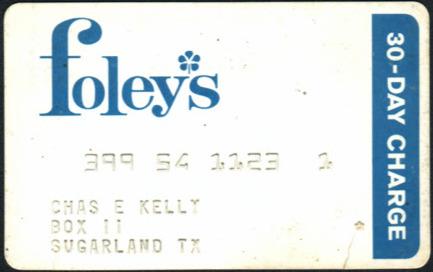 foley's
30-DAY CHARGE
399 54 1123 1
CHAS E KELLY
BOX 11
SUGARLAND TX